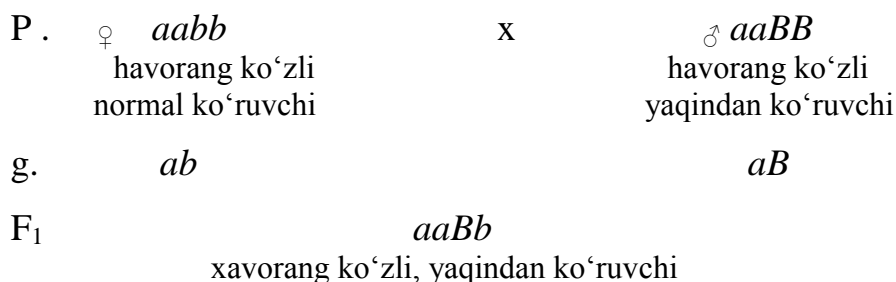 P . ♀ aabb x ♂ aaBB
havorang ko‘zli havorang ko‘zli
normal ko‘ruvchi yaqindan ko‘ruvchi
g. ab aB
F₁ aaBb
xavorang ko‘zli, yaqindan ko‘ruvchi